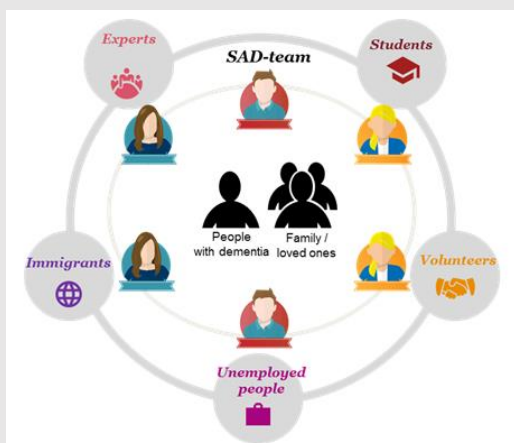 Experts
SAD-team
Students
People
with dementia
Family /
loved ones
Immigrants
Volunteers
Unemployed
people